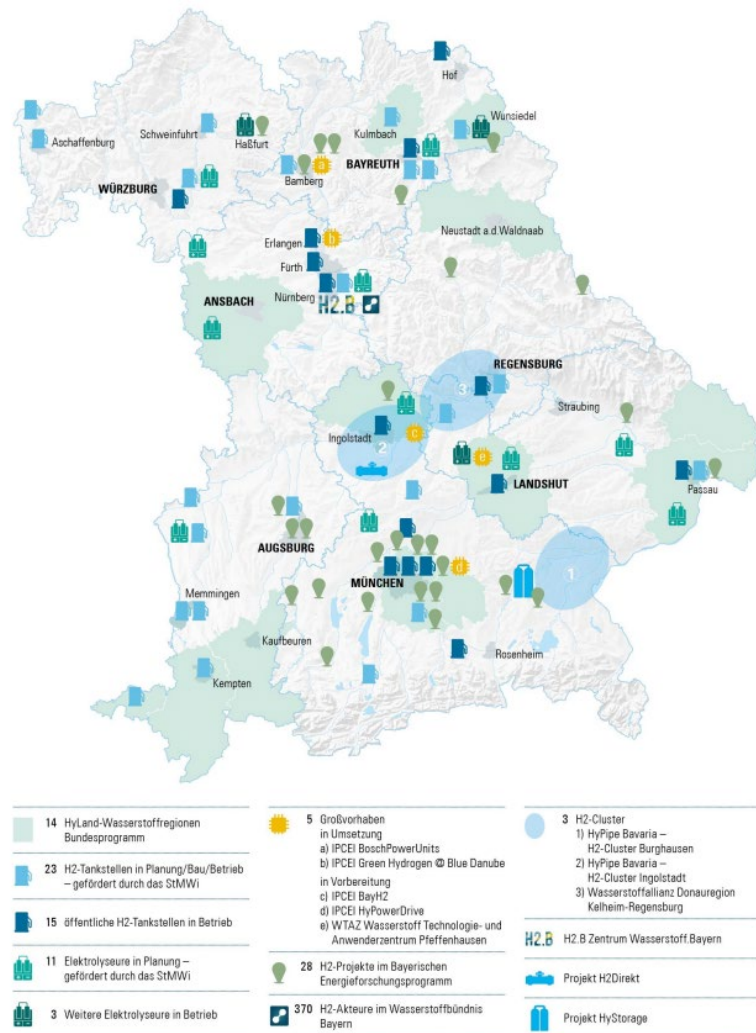 Hof
Wunsiedel
Kulmbach
Aschaffenburg
Schweinfuhrt
Haßfurt
a
Bamberg
BAYREUTH
WÜRZBURG
Neustadt a.d.Waldnaab
Erlangen
b
Fürth
Nürnberg
H2.B
ANSBACH
REGENSBURG
3
Straubing
Ingolstadt
c
2
e
LANDSHUT
Passau
AUGSBURG
MÜNCHEN
d
1
Memmingen
Kaufbeuren
Rosenheim
Kempten
14 HyLand-Wasserstoffregionen
Bundesprogramm
23 H2-Tankstellen in Planung/Bau/Betrieb
– gefördert durch das StMWi
15 öffentliche H2-Tankstellen in Betrieb
11 Elektrolyseure in Planung –
gefördert durch das StMWi
3 Weitere Elektrolyseure in Betrieb
5 Großvorhaben
in Umsetzung
a) IPCEI BoschPowerUnits
b) IPCEI Green Hydrogen @ Blue Danube
in Vorbereitung
c) IPCEI BayH2
d) IPCEI HyPowerDrive
e) WTAZ Wasserstoff Technologie- und
Anwenderzentrum Pfeffenhausen
28 H2-Projekte im Bayerischen
Energieforschungsprogramm
370 H2-Akteure im Wasserstoffbündnis
Bayern
3 H2-Cluster
1) HyPipe Bavaria –
H2-Cluster Burghausen
2) HyPipe Bavaria –
H2-Cluster Ingolstadt
3) Wasserstoffallianz Donauregion
Kelheim-Regensburg
H2.B H2.B Zentrum Wasserstoff.Bayern
Projekt H2Direkt
Projekt HyStorage